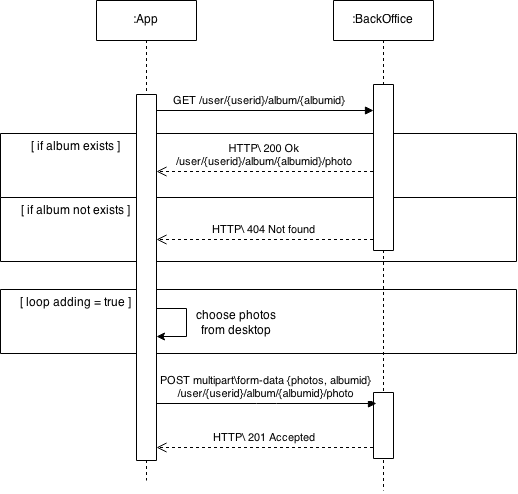 :App
:BackOffice
GET /user/{userid}/album/{albumid}
[ if album exists ]
HTTP\ 200 Ok
/user/{userid}/album/{albumid}/photo
[ if album not exists ]
HTTP\ 404 Not found
[ loop adding = true ]
choose photos
from desktop
POST multipart\form-data {photos, albumid}
/user/{userid}/album/{albumid}/photo
HTTP\ 201 Accepted